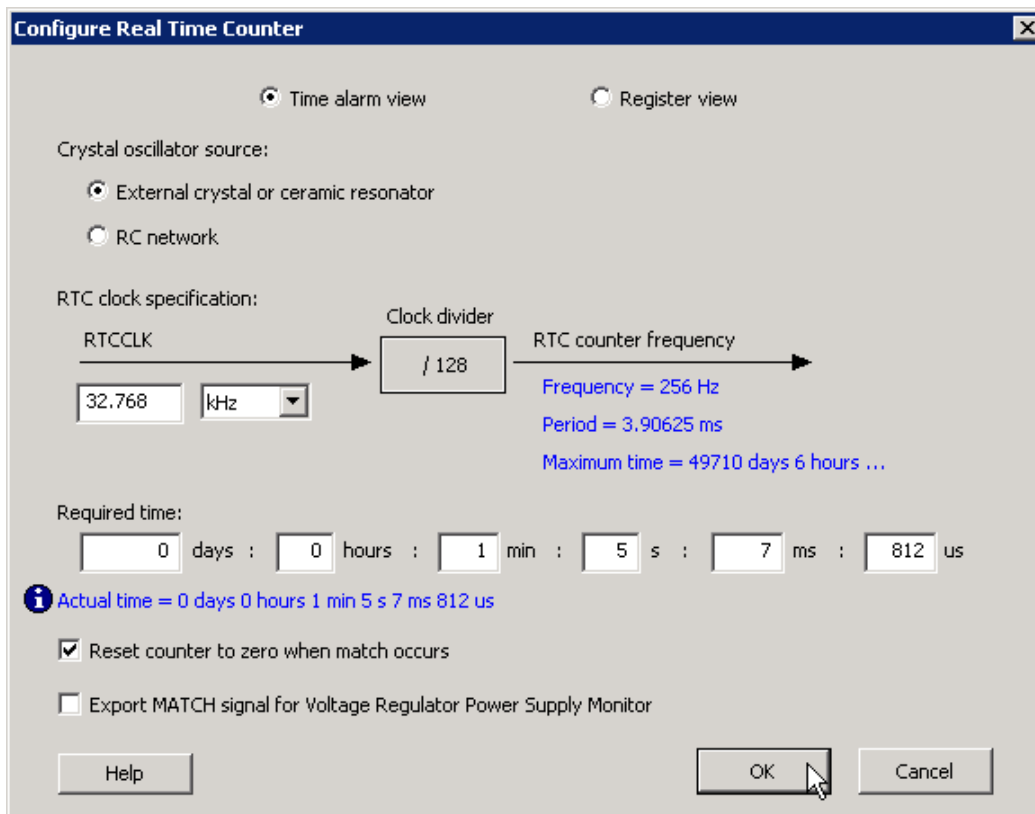 Configure Real Time Counter
Time alarm view Register view
Crystal oscillator source:
External crystal or ceramic resonator
RC network
RTC clock specification:
Clock divider
RTCCLK / 128 RTC counter frequency
32.768 kHz Frequency = 256 Hz
Period = 3.90625 ms
Maximum time = 49710 days 6 hours ...
Required time:
0 days : 0 hours : 1 min : 5 s : 7 ms : 812 us
Actual time = 0 days 0 hours 1 min 5 s 7 ms 812 us
Reset counter to zero when match occurs
Export MATCH signal for Voltage Regulator Power Supply Monitor
Help OK Cancel